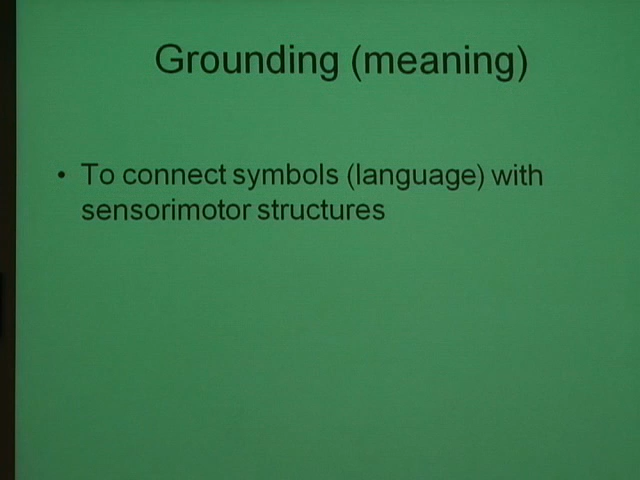 Grounding (meaning)
• To connect symbols (language) with
sensorimotor structures